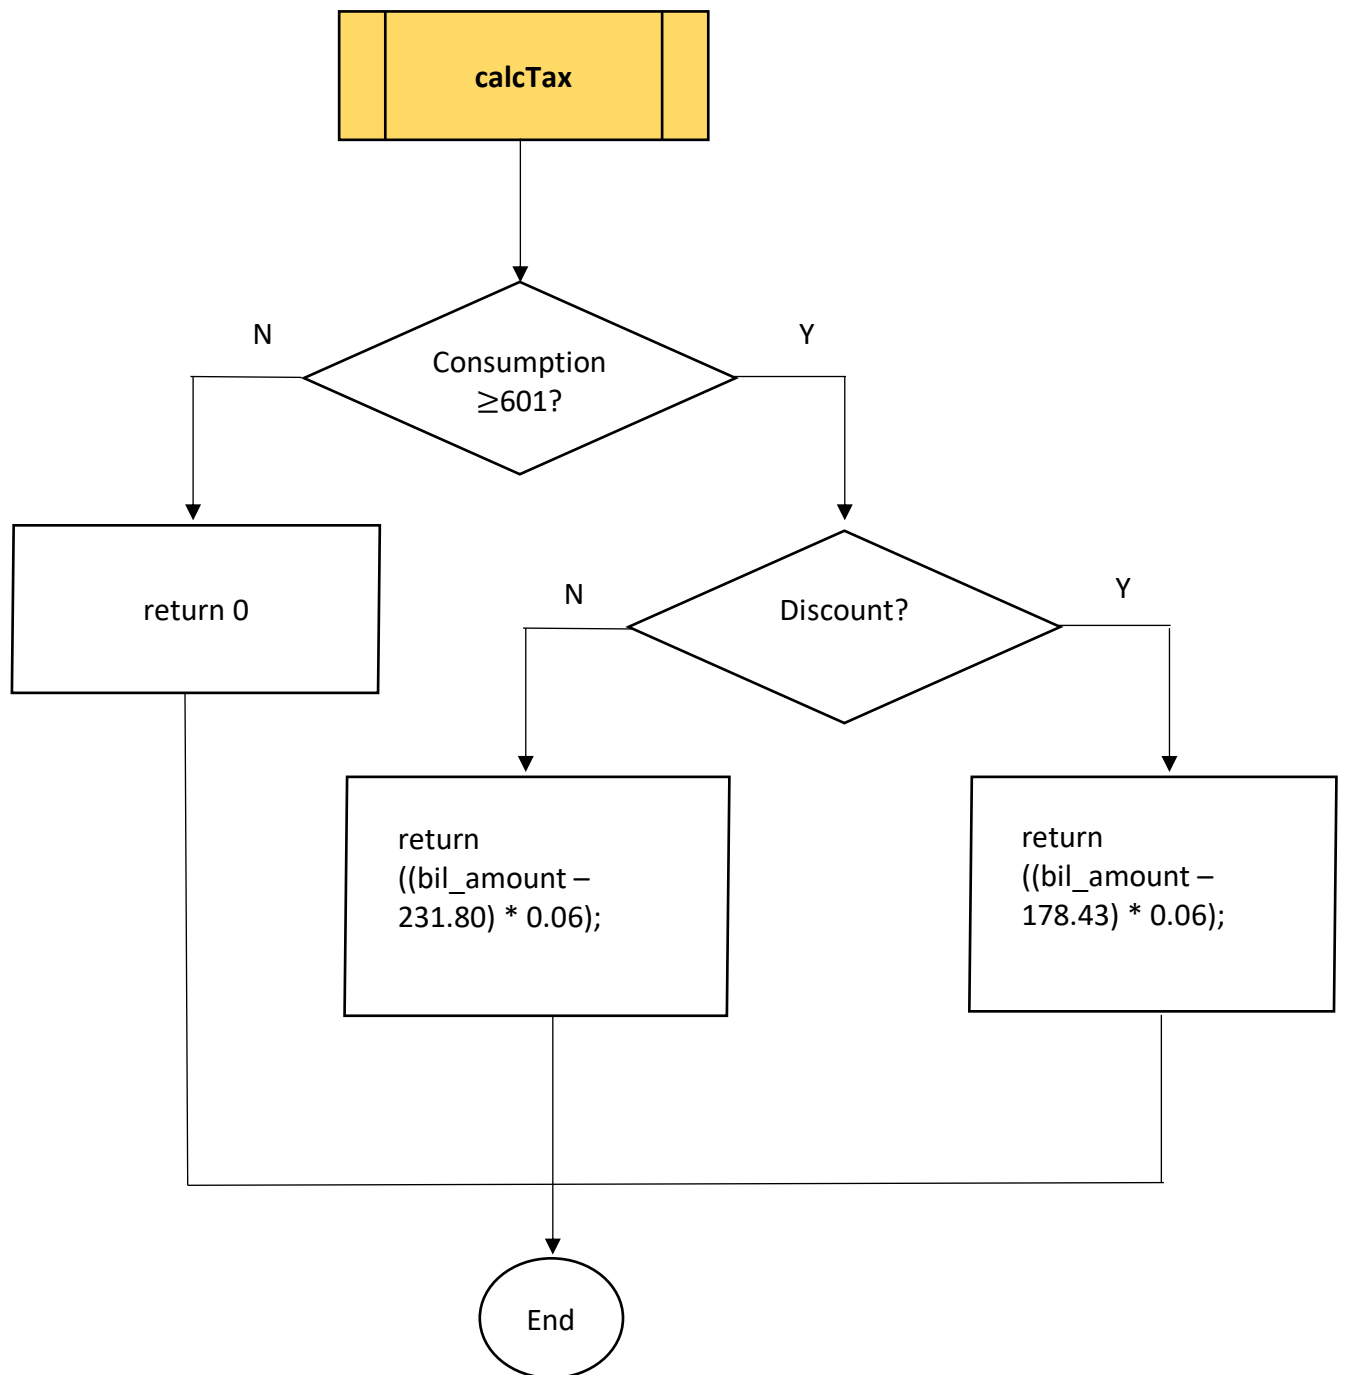 calcTax
N
Y
Consumption
≥601?
return 0
N
Discount?
Y
return
((bil_amount –
231.80) * 0.06);
return
((bil_amount –
178.43) * 0.06);
End